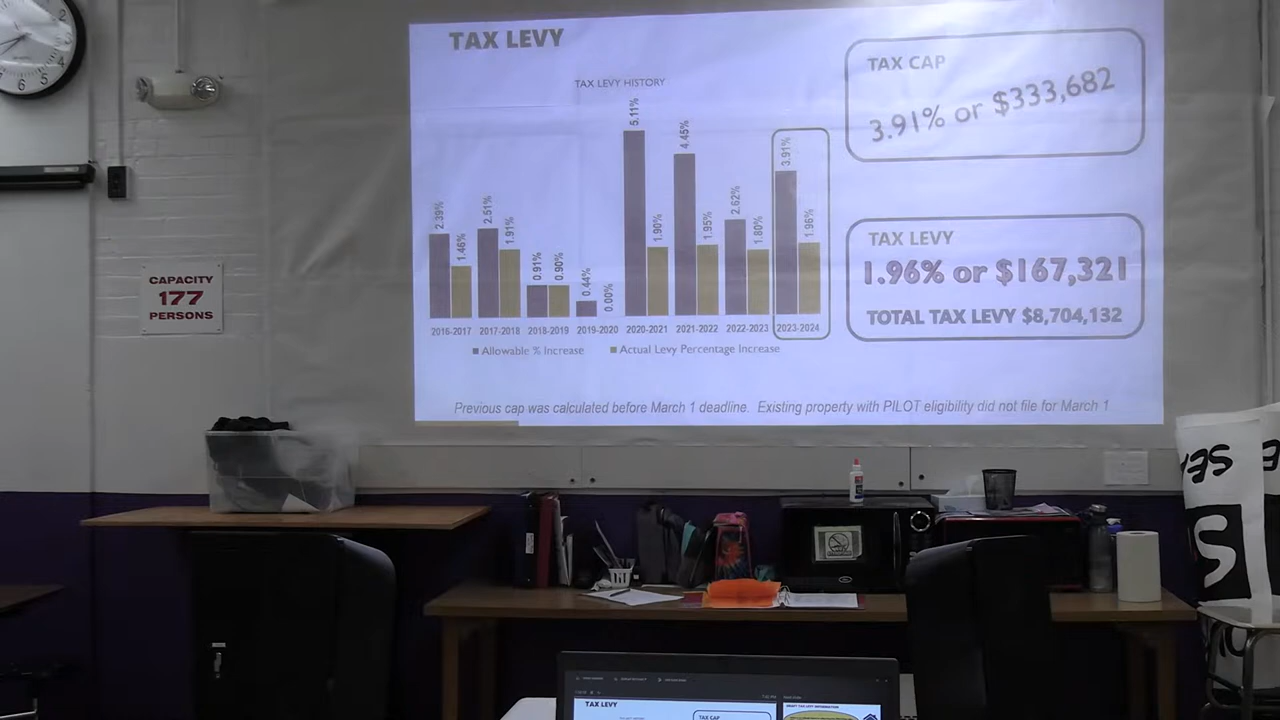 TAX LEVY
TAX LEVY HISTORY
2.39%
1.46%
2.51%
1.91%
0.91%
0.90%
0.44%
0.00%
5.11%
1.90%
4.45%
1.95%
2.62%
1.80%
3.91%
1.96%
2016-2017 2017-2018 2018-2019 2019-2020 2020-2021 2021-2022 2022-2023 2023-2024
Allowable % Increase Actual Levy Percentage Increase
TAX CAP
3.91% or $333,682
TAX LEVY
1.96% or $167,321
TOTAL TAX LEVY $8,704,132
Previous cap was calculated before March 1 deadline. Existing property with PILOT eligibility did not file for March 1
CAPACITY
177
PERSONS
2
3
4
5
6
TAX LEVY
TAX CAP